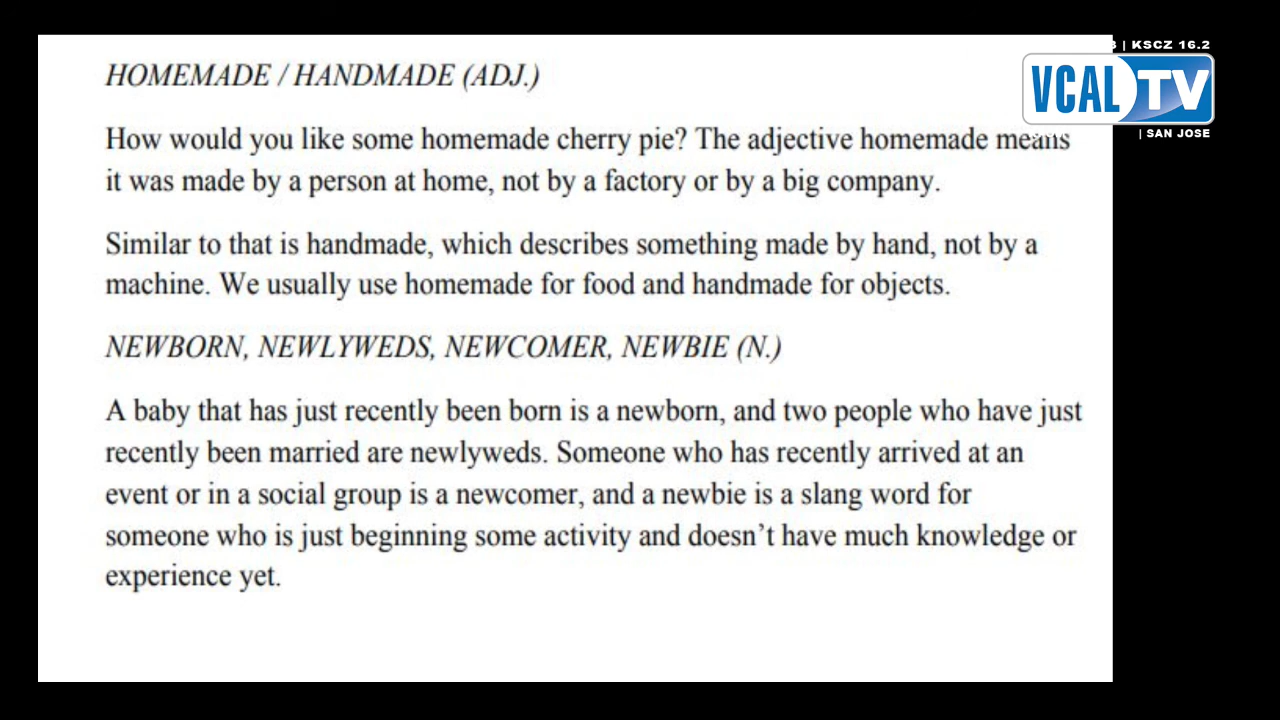 HOMEMADE / HANDMADE (ADJ.)
How would you like some homemade cherry pie? The adjective homemade means
it was made by a person at home, not by a factory or by a big company.
Similar to that is handmade, which describes something made by hand, not by a
machine. We usually use homemade for food and handmade for objects.
NEWBORN, NEWLYWEDS, NEWCOMER, NEWBIE (N.)
A baby that has just recently been born is a newborn, and two people who have just
recently been married are newlyweds. Someone who has recently arrived at an
event or in a social group is a newcomer, and a newbie is a slang word for
someone who is just beginning some activity and doesn’t have much knowledge or
experience yet.
| KSCZ 16.2
VCAL TV
| SAN JOSE